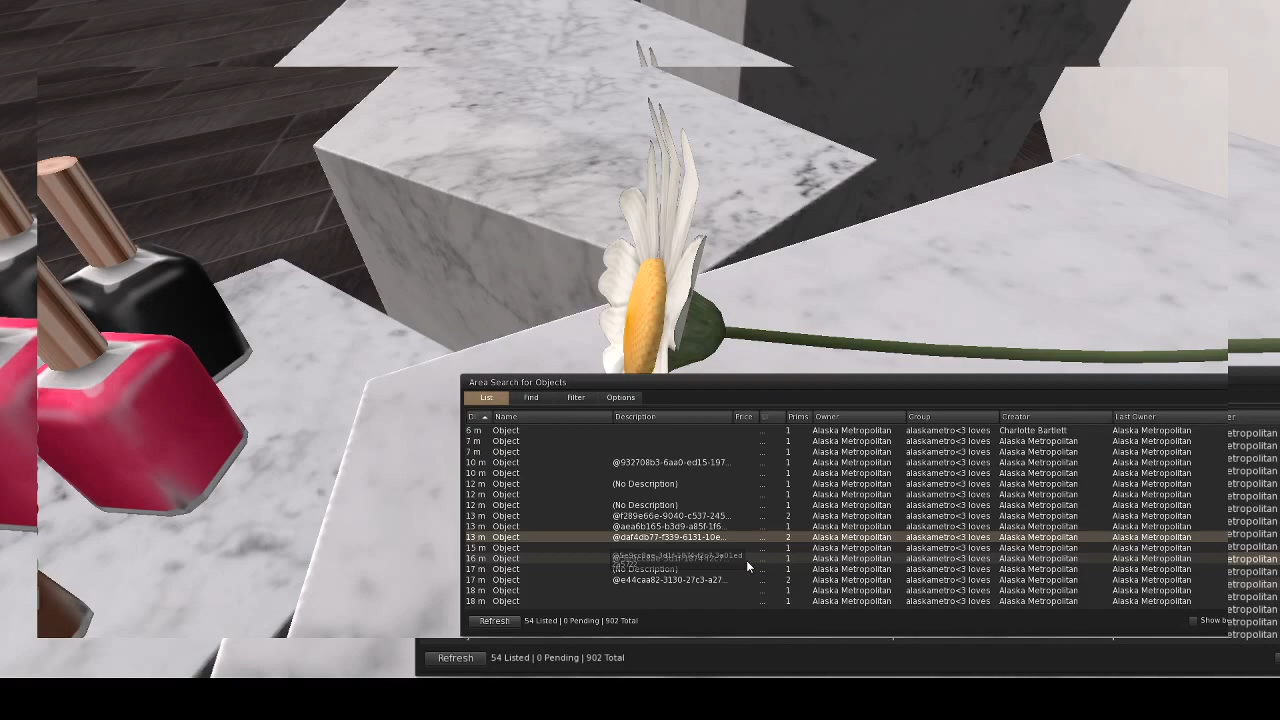 Area Search for Objects
List Find Filter Options
Name Description Price Prims Owner Group Creator Last Owner
6 m Object ... 1 Alaska Metropolitan alaskametro<3 loves Charlotte Bartlett Alaska Metropolitan
7 m Object ... 1 Alaska Metropolitan alaskametro<3 loves Alaska Metropolitan Alaska Metropolitan
7 m Object ... 1 Alaska Metropolitan alaskametro<3 loves Alaska Metropolitan Alaska Metropolitan
10 m Object @932708b3-6aa0-ed15-197... ... 1 Alaska Metropolitan alaskametro<3 loves Alaska Metropolitan Alaska Metropolitan
10 m Object ... 1 Alaska Metropolitan alaskametro<3 loves Alaska Metropolitan Alaska Metropolitan
12 m Object (No Description) ... 1 Alaska Metropolitan alaskametro<3 loves Alaska Metropolitan Alaska Metropolitan
12 m Object ... 1 Alaska Metropolitan alaskametro<3 loves Alaska Metropolitan Alaska Metropolitan
12 m Object (No Description) ... 1 Alaska Metropolitan alaskametro<3 loves Alaska Metropolitan Alaska Metropolitan
13 m Object @f289e66e-9040-c537-245... ... 2 Alaska Metropolitan alaskametro<3 loves Alaska Metropolitan Alaska Metropolitan
13 m Object @aea6b165-b3d9-a85f-1f6... ... 1 Alaska Metropolitan alaskametro<3 loves Alaska Metropolitan Alaska Metropolitan
13 m Object @daf4db77-f339-6131-10e... ... 2 Alaska Metropolitan alaskametro<3 loves Alaska Metropolitan Alaska Metropolitan
15 m Object ... 1 Alaska Metropolitan alaskametro<3 loves Alaska Metropolitan Alaska Metropolitan
16 m Object ... 1 Alaska Metropolitan alaskametro<3 loves Alaska Metropolitan Alaska Metropolitan
17 m Object (No Description) ... 1 Alaska Metropolitan alaskametro<3 loves Alaska Metropolitan Alaska Metropolitan
17 m Object @e44caa82-3130-27c3-a27... ... 2 Alaska Metropolitan alaskametro<3 loves Alaska Metropolitan Alaska Metropolitan
18 m Object ... 1 Alaska Metropolitan alaskametro<3 loves Alaska Metropolitan Alaska Metropolitan
18 m Object ... 1 Alaska Metropolitan alaskametro<3 loves Alaska Metropolitan Alaska Metropolitan
Refresh 54 Listed | 0 Pending | 902 Total Show
Refresh 54 Listed | 0 Pending | 902 Total